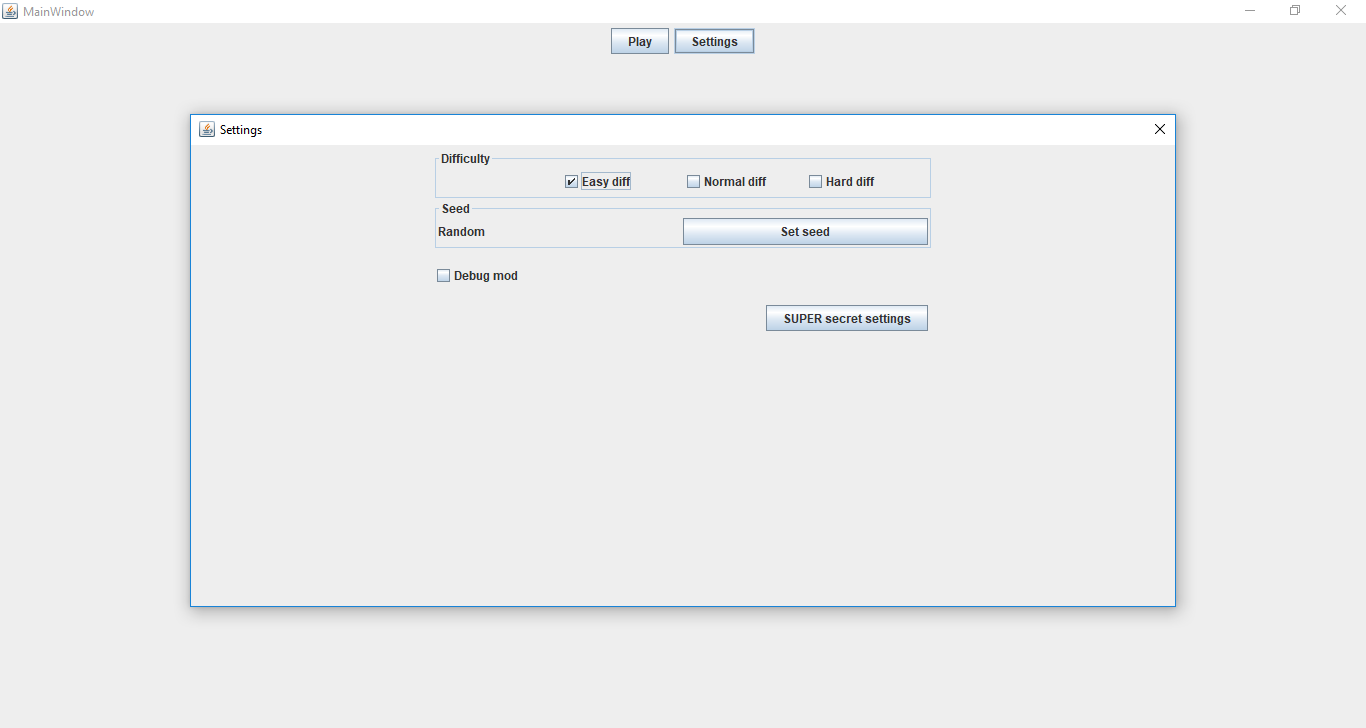 MainWindow
Play Settings
Settings
Difficulty
Easy diff Normal diff Hard diff
Seed
Random Set seed
Debug mod
SUPER secret settings